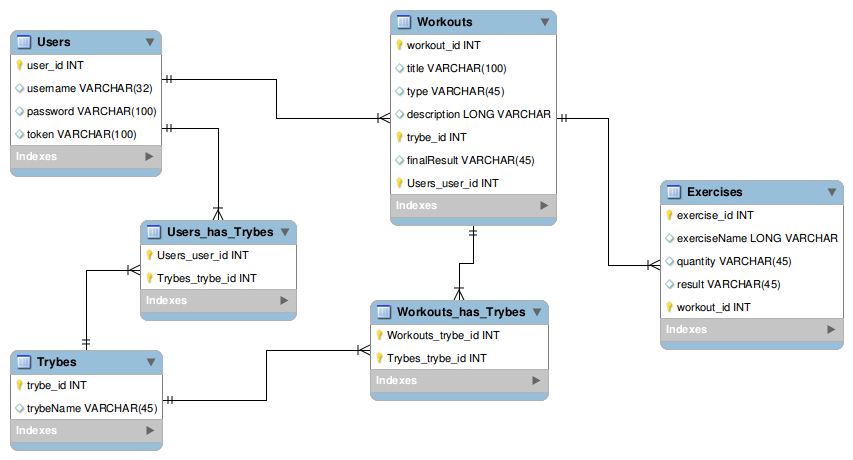 Users
user_id INT
username VARCHAR(32)
password VARCHAR(100)
token VARCHAR(100)
Indexes
Workouts
workout_id INT
title VARCHAR(100)
type VARCHAR(45)
description LONG VARCHAR
trybe_id INT
finalResult VARCHAR(45)
Users_user_id INT
Indexes
Exercises
exercise_id INT
exerciseName LONG VARCHAR
quantity VARCHAR(45)
result VARCHAR(45)
workout_id INT
Indexes
Users_has_Trybes
Users_user_id INT
Trybes_trybe_id INT
Indexes
Workouts_has_Trybes
Workouts_trybe_id INT
Trybes_trybe_id INT
Indexes
Trybes
trybe_id INT
trybeName VARCHAR(45)
Indexes